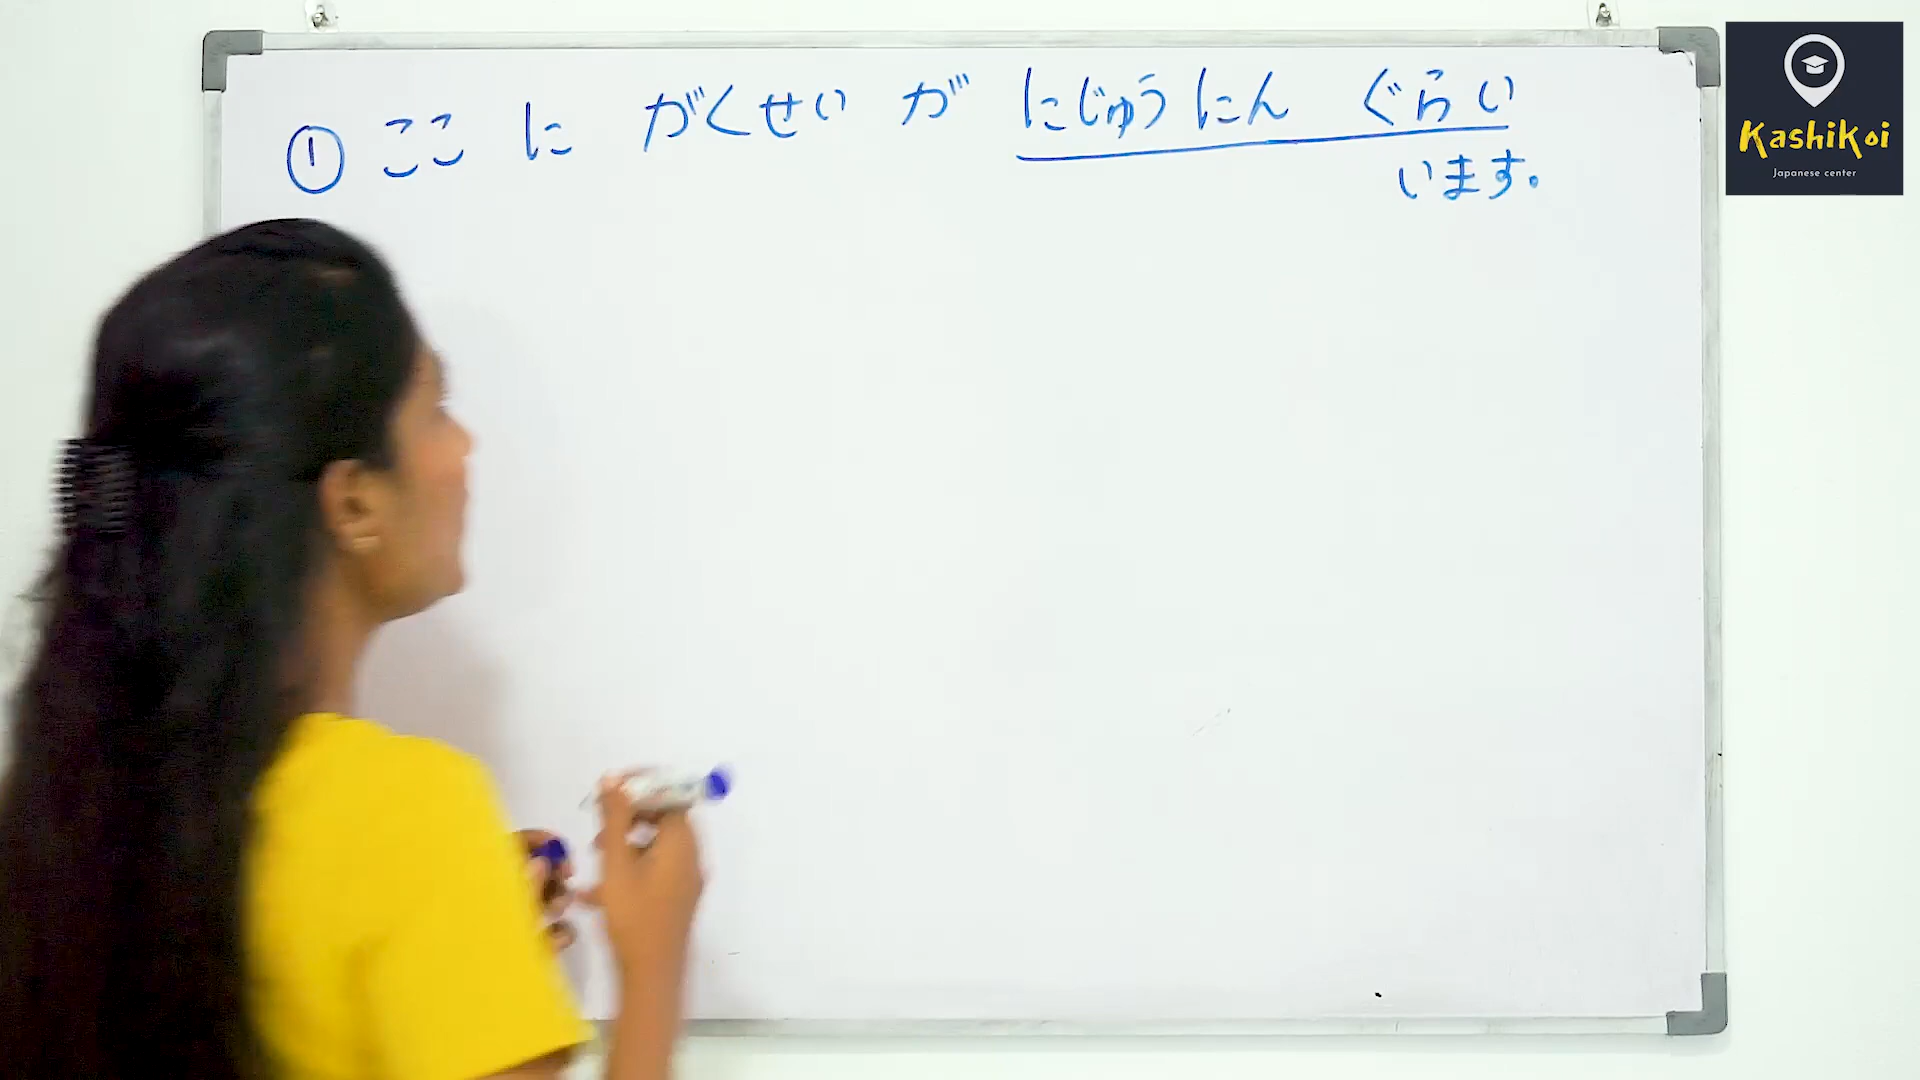 ① ここ に がくせい が にじゅうにん ぐらい
います。
Kashikoi
Japanese center